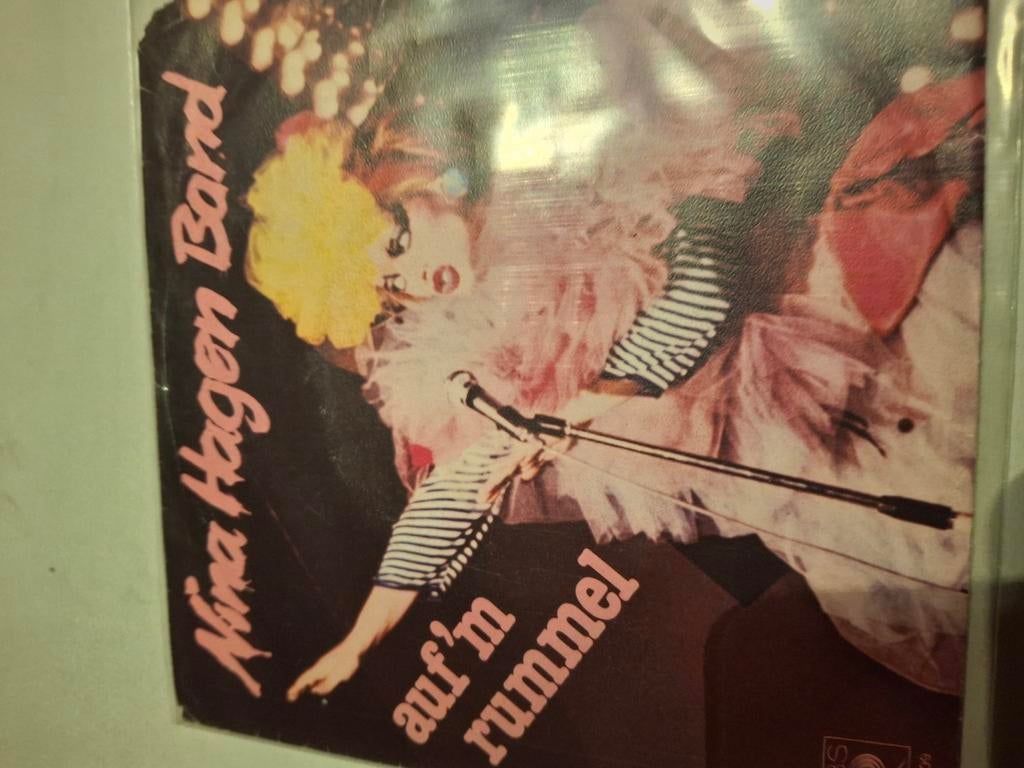 Nina Hagen Band
auf'm
rummel